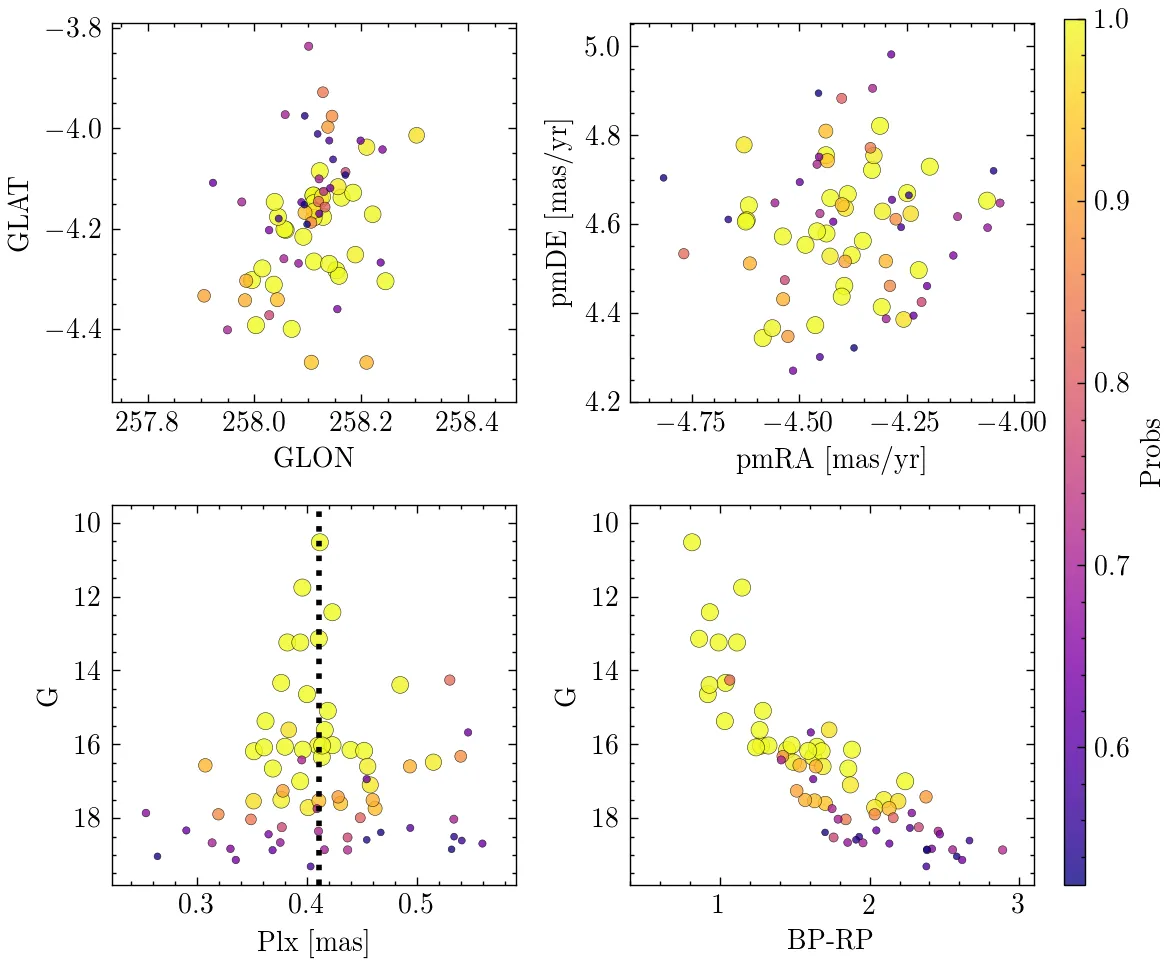 −3.8
−4.0
−4.2
−4.4
GLAT
257.8 258.0 258.2 258.4
GLON
5.0
4.8
4.6
4.4
4.2
pmDE [mas/yr]
−4.75 −4.50 −4.25 −4.00
pmRA [mas/yr]
1.0
0.9
0.8
0.7
0.6
Probs
10
12
14
16
18
G
0.3 0.4 0.5
Plx [mas]
10
12
14
16
18
G
1 2 3
BP-RP